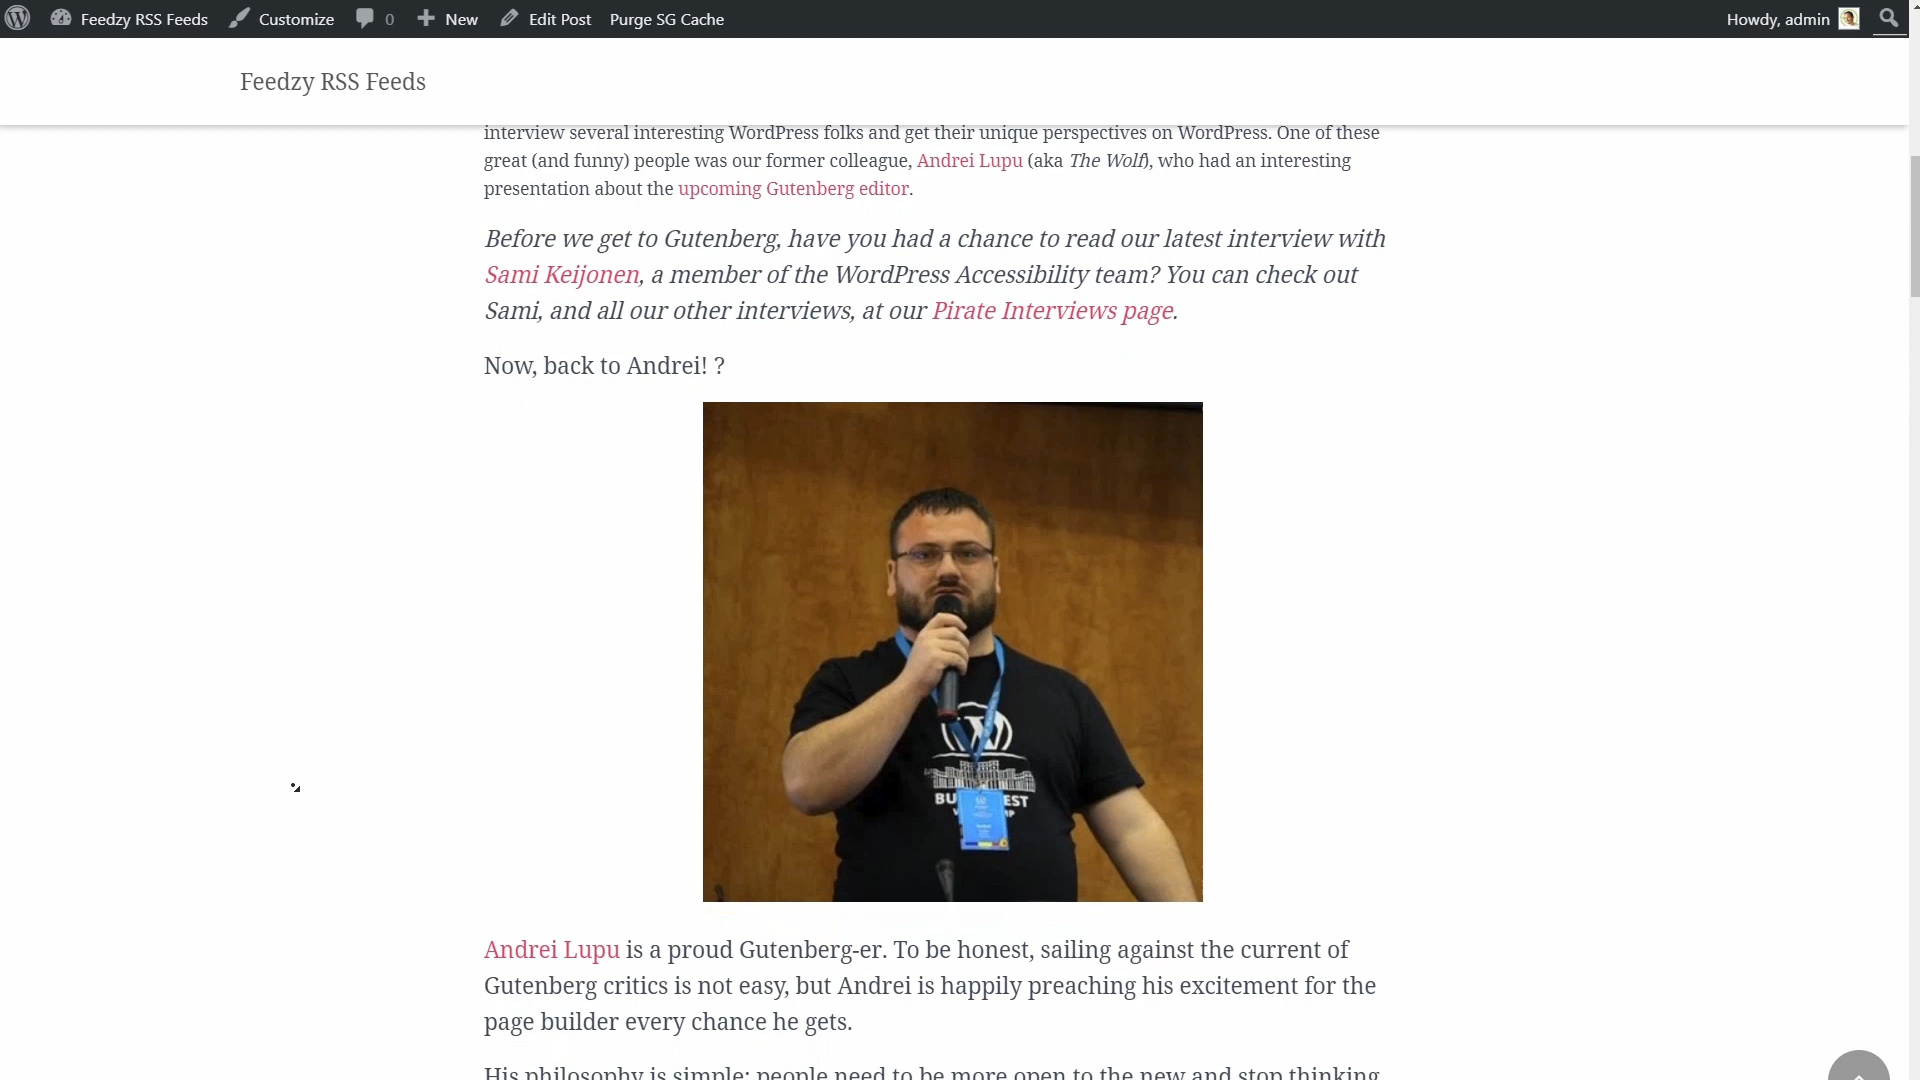 Feedzy RSS Feeds Customize 0 New Edit Post Purge SG Cache Howdy, admin
Feedzy RSS Feeds
interview several interesting WordPress folks and get their unique perspectives on WordPress. One of these
great (and funny) people was our former colleague, Andrei Lupu (aka The Wolf), who had an interesting
presentation about the upcoming Gutenberg editor.
Before we get to Gutenberg, have you had a chance to read our latest interview with
Sami Keijonen, a member of the WordPress Accessibility team? You can check out
Sami, and all our other interviews, at our Pirate Interviews page.
Now, back to Andrei! ?
W
BU EST
Andrei Lupu is a proud Gutenberg-er. To be honest, sailing against the current of
Gutenberg critics is not easy, but Andrei is happily preaching his excitement for the
page builder every chance he gets.
His philosophy is simple: people need to be more open to the new and stop thinking